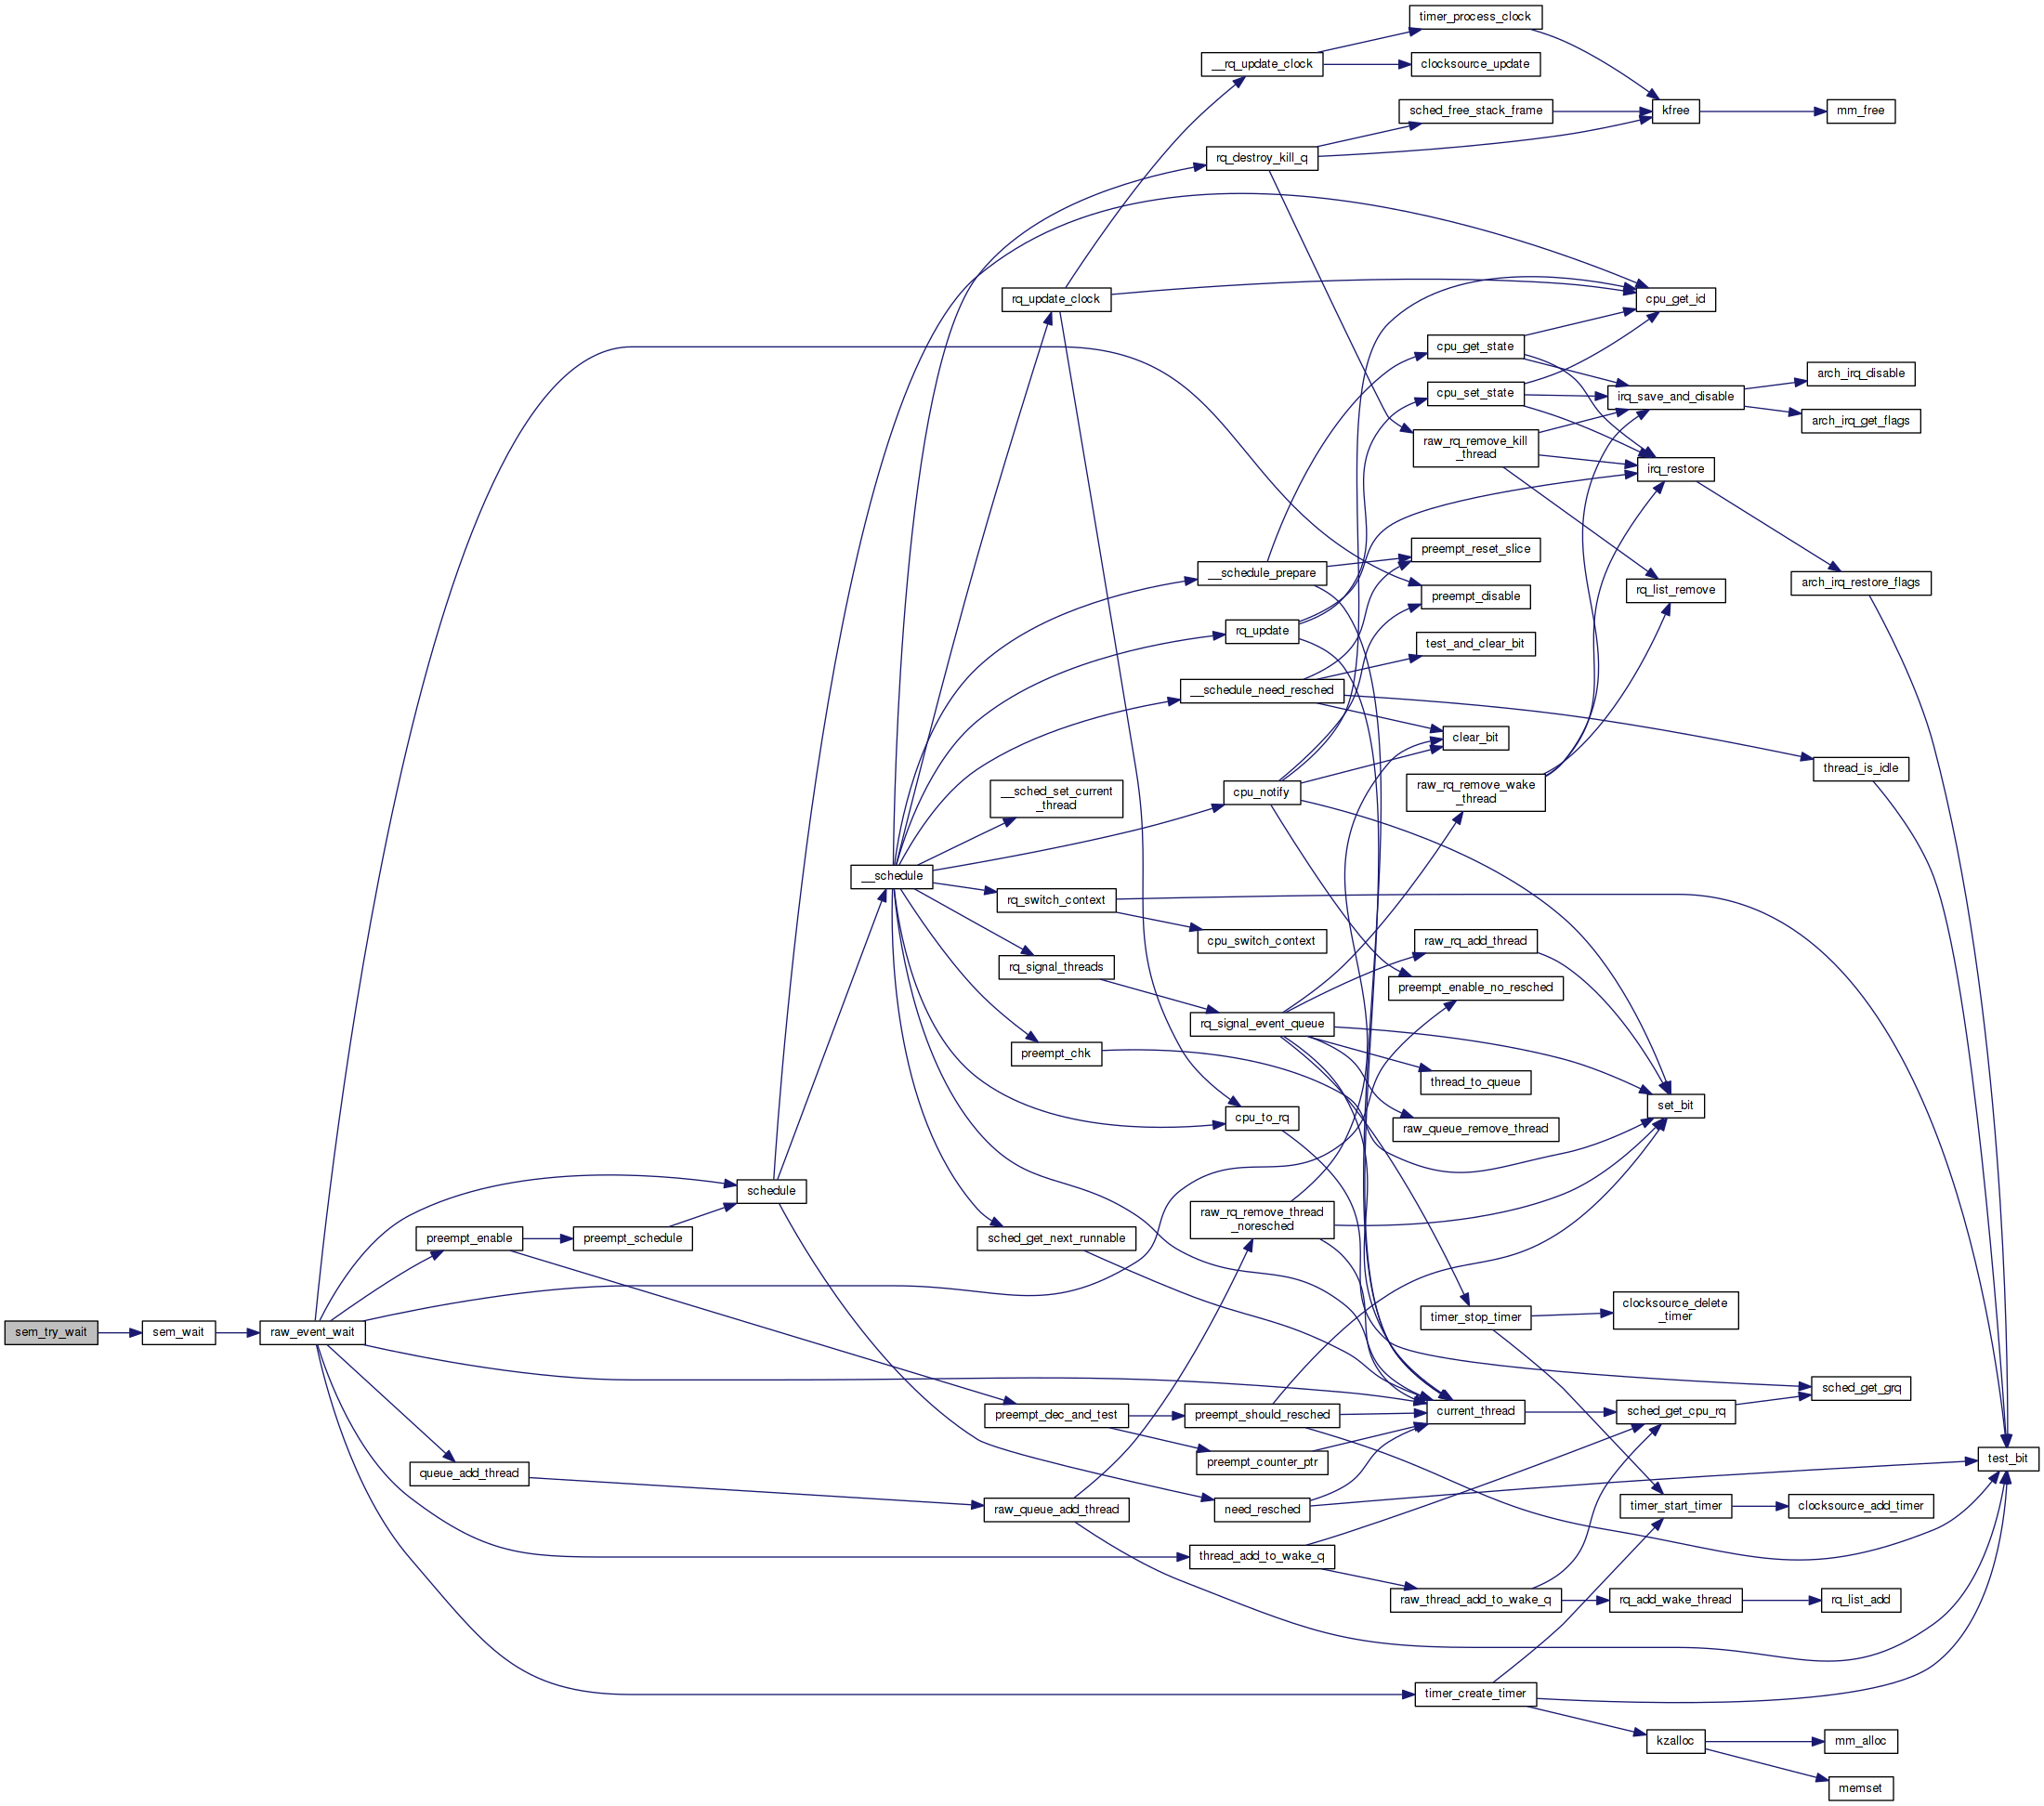 timer_process_clock
__rq_update_clock
clocksource_update
sched_free_stack_frame
kfree
mm_free
rq_destroy_kill_q
rq_update_clock
cpu_get_id
cpu_get_state
arch_irq_disable
cpu_set_state
irq_save_and_disable
arch_irq_get_flags
raw_rq_remove_kill
_thread
irq_restore
preempt_reset_slice
__schedule_prepare
arch_irq_restore_flags
rq_list_remove
preempt_disable
rq_update
test_and_clear_bit
__schedule_need_resched
clear_bit
thread_is_idle
__sched_set_current
_thread
cpu_notify
raw_rq_remove_wake
_thread
__schedule
rq_switch_context
cpu_switch_context
raw_rq_add_thread
rq_signal_threads
preempt_enable_no_resched
rq_signal_event_queue
preempt_chk
thread_to_queue
set_bit
cpu_to_rq
raw_queue_remove_thread
schedule
raw_rq_remove_thread
_noresched
preempt_enable
preempt_schedule
sched_get_next_runnable
clocksource_delete
_timer
timer_stop_timer
sem_try_wait
sem_wait
raw_event_wait
sched_get_grq
preempt_dec_and_test
preempt_should_resched
current_thread
sched_get_cpu_rq
preempt_counter_ptr
test_bit
queue_add_thread
raw_queue_add_thread
need_resched
timer_start_timer
clocksource_add_timer
thread_add_to_wake_q
raw_thread_add_to_wake_q
rq_add_wake_thread
rq_list_add
timer_create_timer
kzalloc
mm_alloc
memset